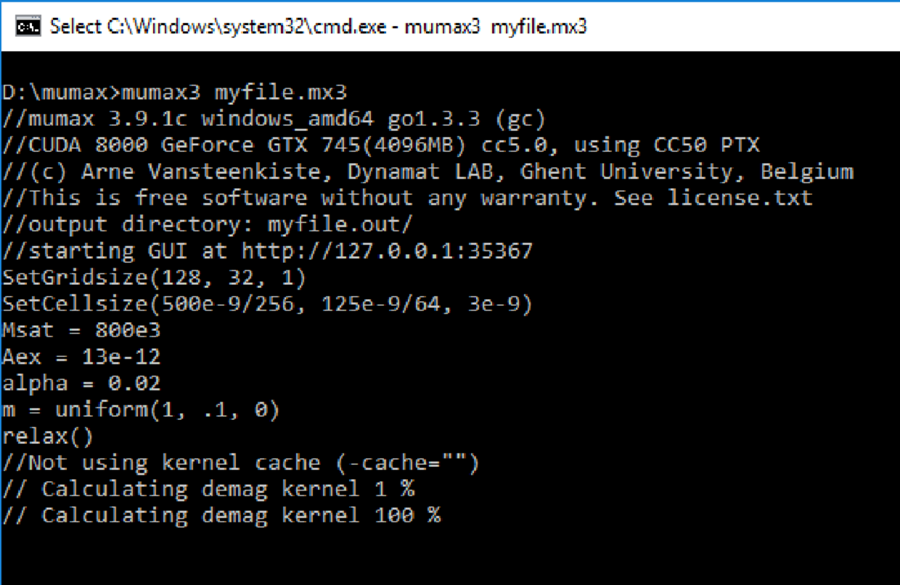 Select C:\Windows\system32\cmd.exe - mumax3 myfile.mx3
D:\mumax>mumax3 myfile.mx3
//mumax 3.9.1c windows_amd64 go1.3.3 (gc)
//CUDA 8000 GeForce GTX 745(4096MB) cc5.0, using CC50 PTX
//(c) Arne Vansteenkiste, Dynamat LAB, Ghent University, Belgium
//This is free software without any warranty. See license.txt
//output directory: myfile.out/
//starting GUI at http://127.0.0.1:35367
SetGridsize(128, 32, 1)
SetCellsize(500e-9/256, 125e-9/64, 3e-9)
Msat = 800e3
Aex = 13e-12
alpha = 0.02
m = uniform(1, .1, 0)
relax()
//Not using kernel cache (-cache="")
// Calculating demag kernel 1 %
// Calculating demag kernel 100 %